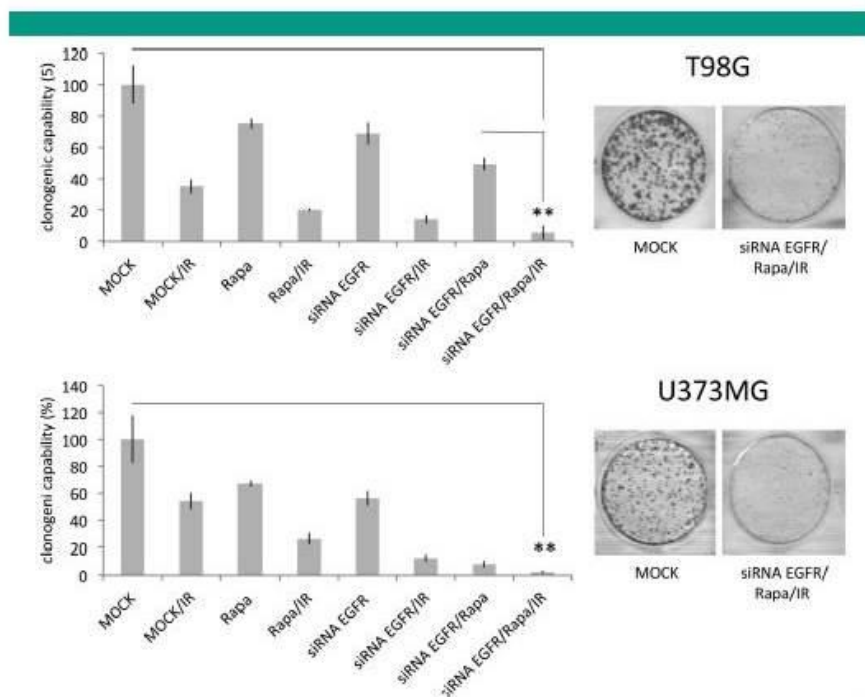 T98G
clonogenic capability (5)
120
100
80
60
40
20
0
**
MOCK
MOCK/IR
Rapa
Rapa/IR
siRNA EGFR
siRNA EGFR/IR
siRNA EGFR/Rapa
siRNA EGFR/Rapa/IR
MOCK
siRNA EGFR/
Rapa/IR
U373MG
clonogeni capability (%)
140
120
100
80
60
40
20
0
**
MOCK
MOCK/IR
Rapa
Rapa/IR
siRNA EGFR
siRNA EGFR/IR
siRNA EGFR/Rapa
siRNA EGFR/Rapa/IR
MOCK
siRNA EGFR/
Rapa/IR